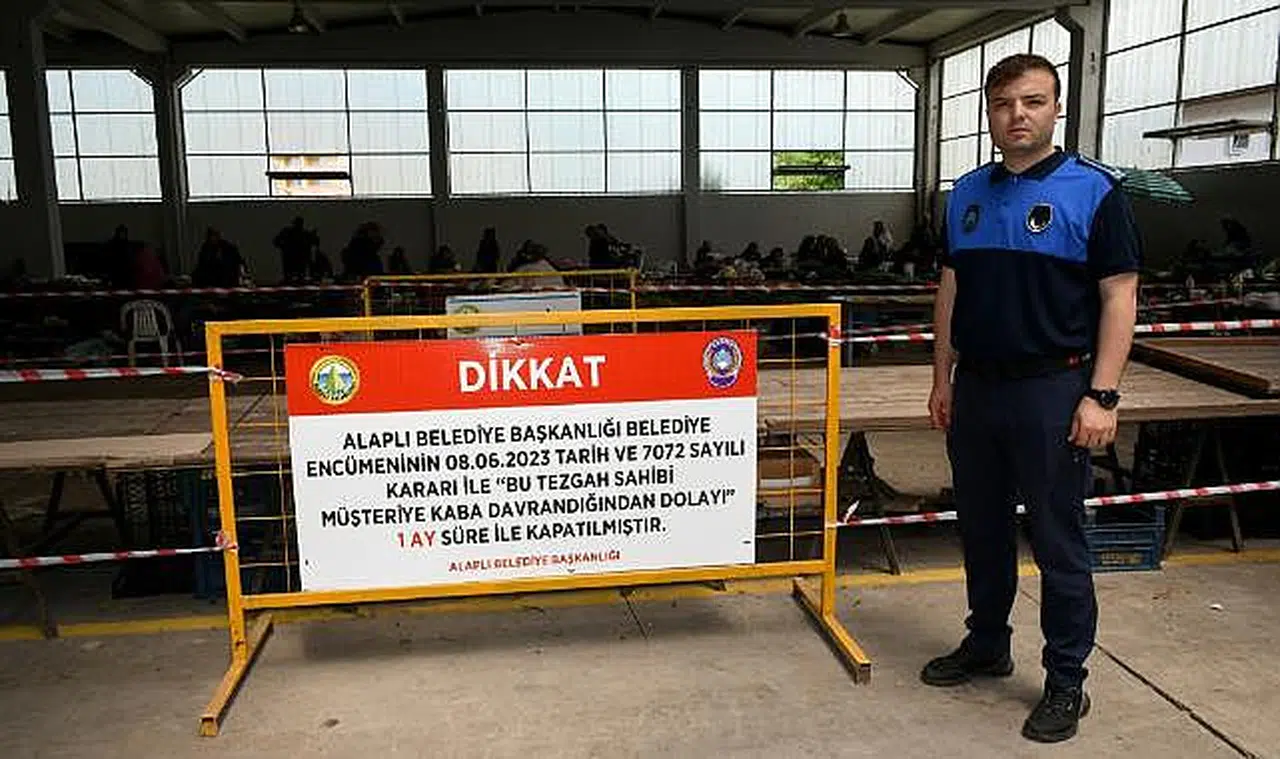 DİKKAT
ALAPLI BELEDİYE BAŞKANLIĞI BELEDİYE
ENCÜMENİNİN 08.06.2023 TARİH VE 7072 SAYILI
KARARI İLE “BU TEZGAH SAHİBİ
MÜŞTERİYE KABA DAVRANDIĞINDAN DOLAYI”
1 AY SÜRE İLE KAPATILMIŞTIR.
ALAPLI BELEDİYE BAŞKANLIĞI